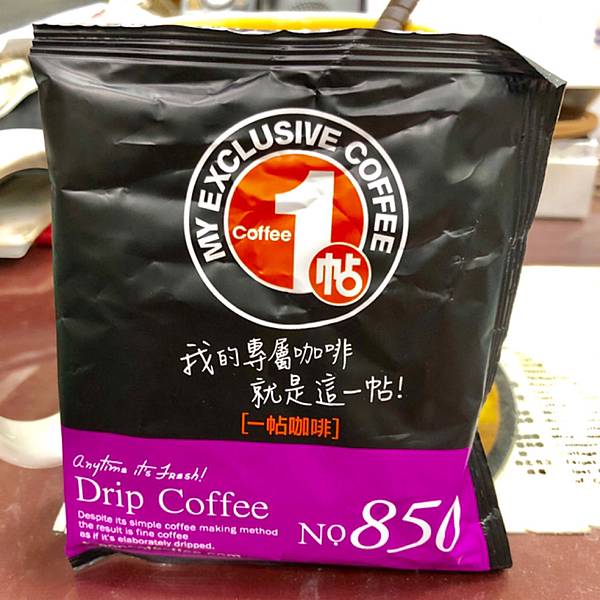 MY EXCLUSIVE COFFEE
Coffee 1
帖
我的專屬咖啡
就是這一帖!
[一帖咖啡]
Anytime it's Fresh!
Drip Coffee
Despite its simple coffee making method
the result is fine coffee
as if it's elaborately dripped.
NO 850